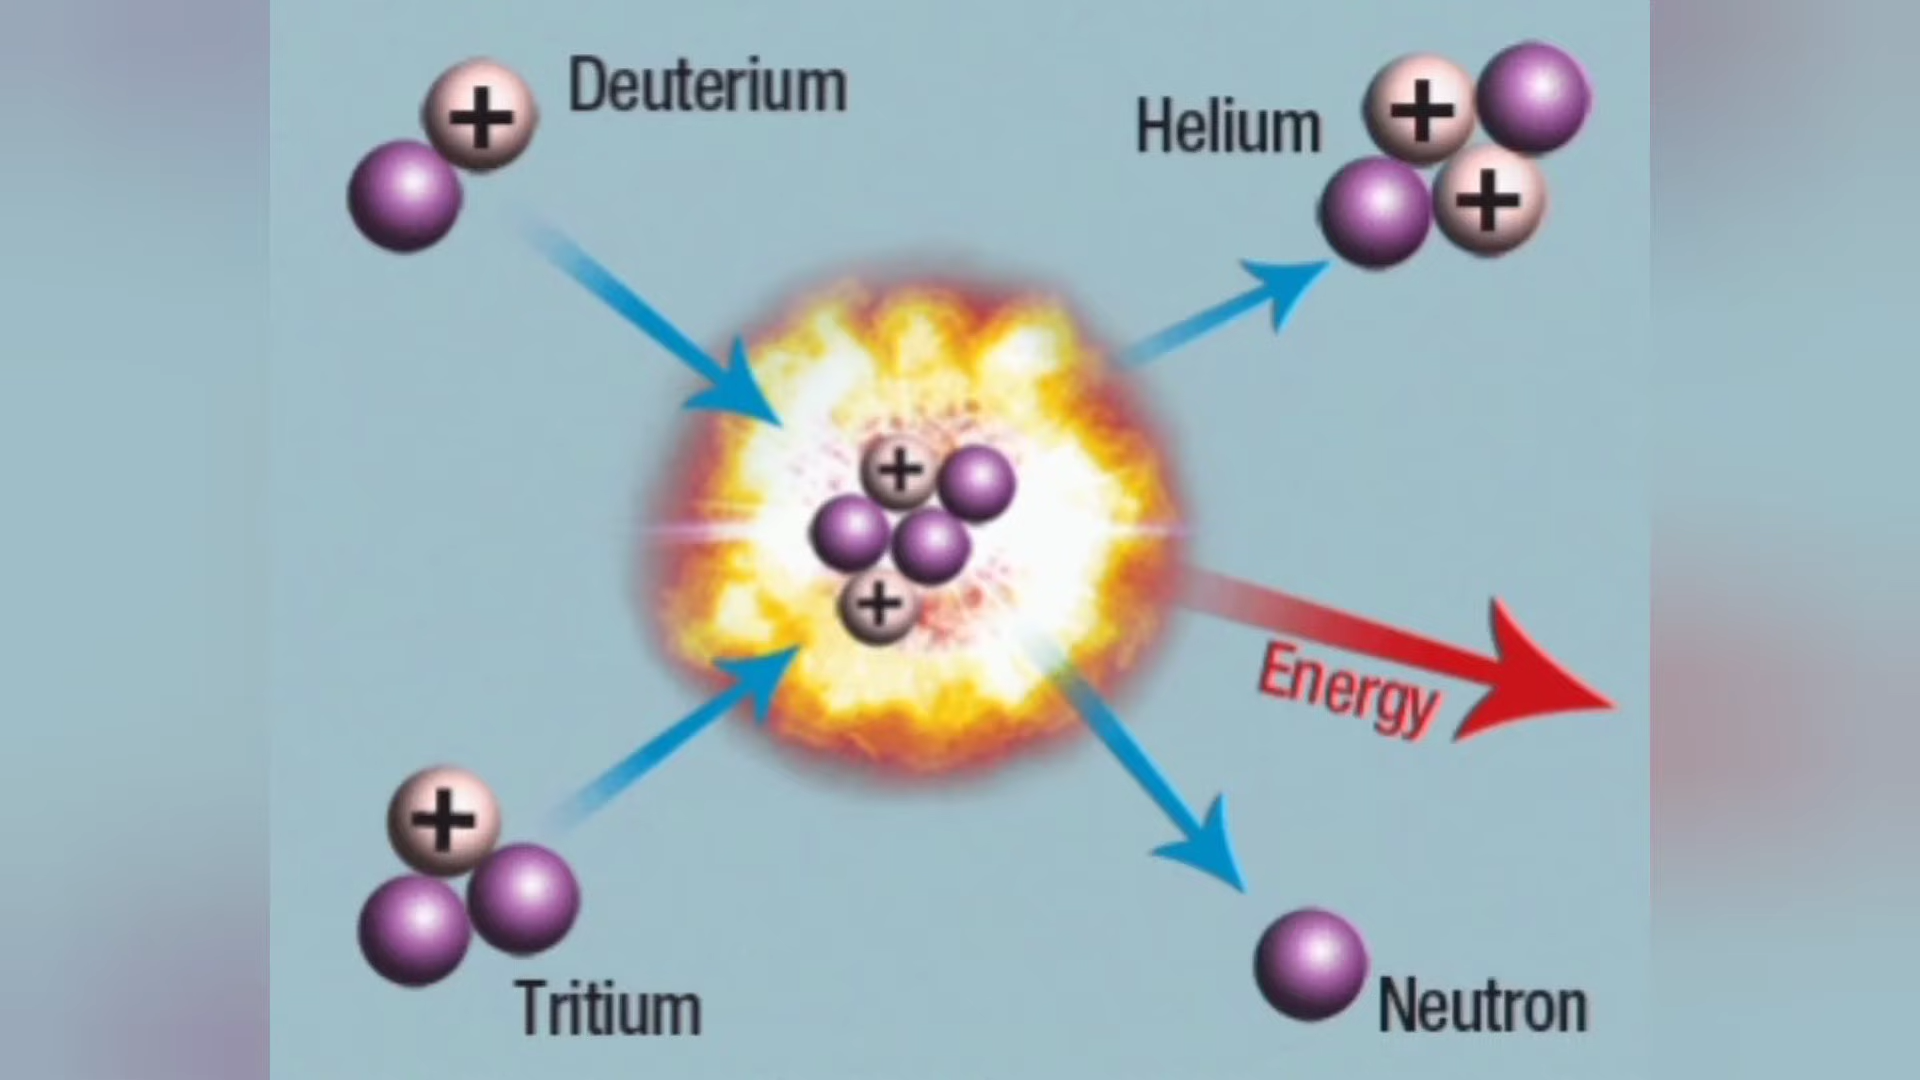 Deuterium
Helium
+
+
+
+
+
Energy
+
Tritium
Neutron